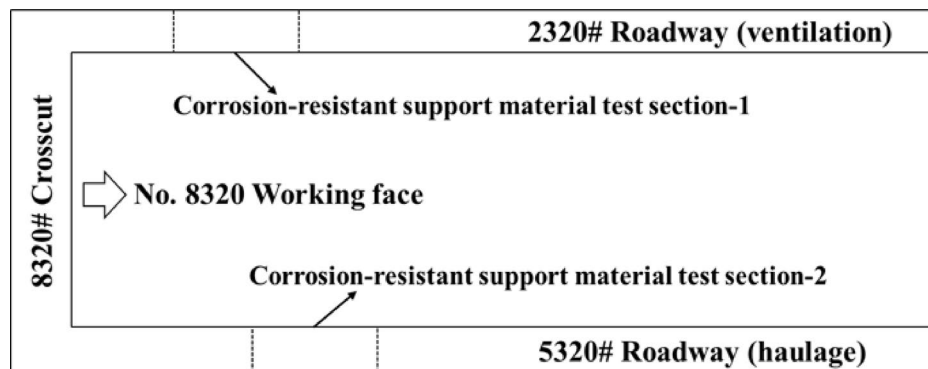 2320# Roadway (ventilation)
Corrosion-resistant support material test section-1
8320# Crosscut
No. 8320 Working face
Corrosion-resistant support material test section-2
5320# Roadway (haulage)